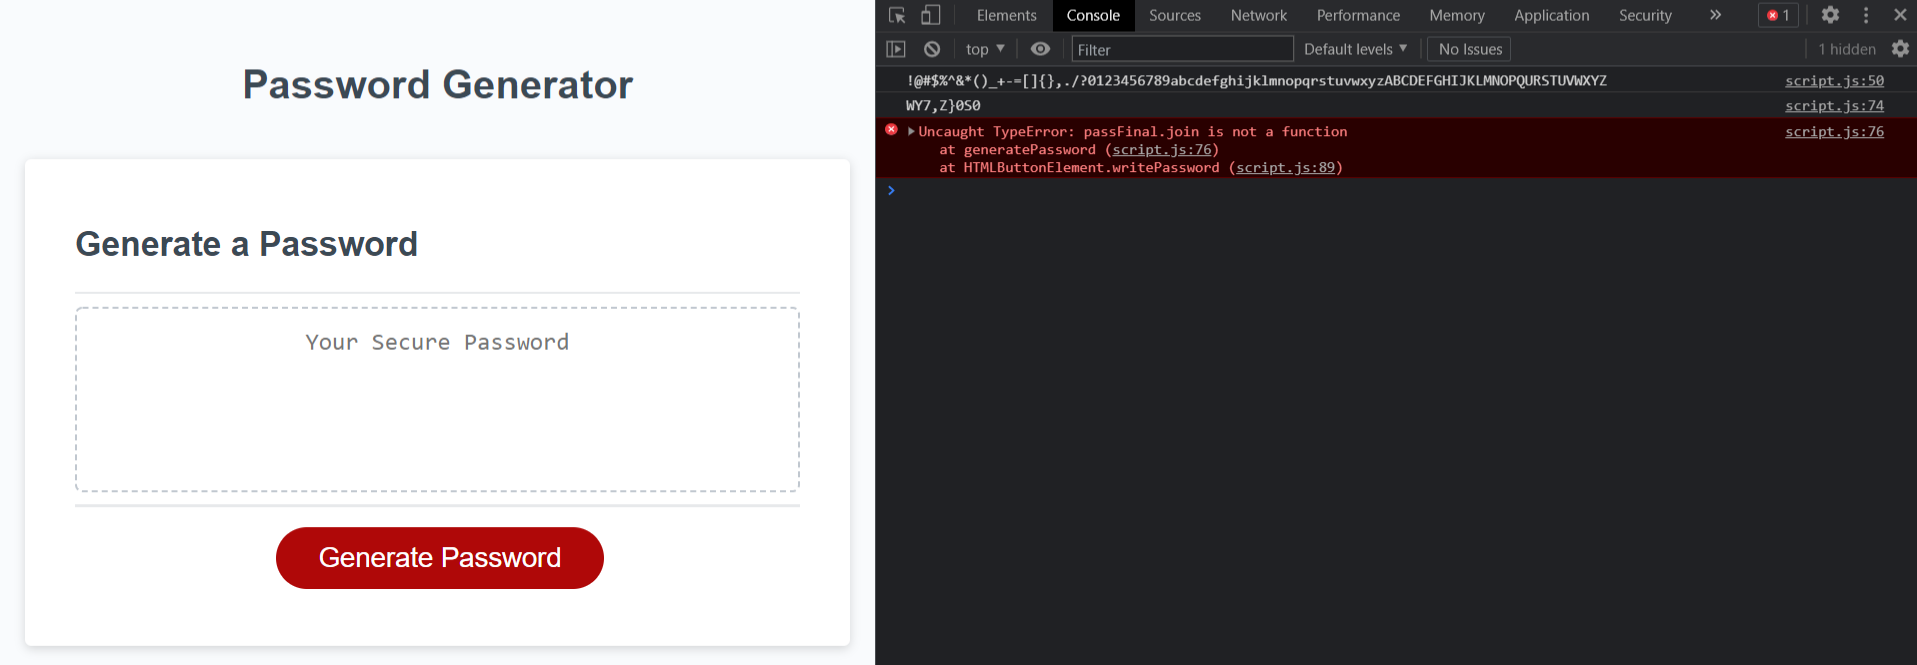 Password Generator
Generate a Password
Your Secure Password
Generate Password
Elements Console Sources Network Performance Memory Application Security » 1
top ▼ Filter Default levels ▼ No Issues 1 hidden
!@#$%^&*()_+-=[]{},./?0123456789abcdefghijklmnopqrstuvwxyzABCDEFGHIJKLMNOPQURSTUVWXYZ script.js:50
WY7,Z}0S0 script.js:74
Uncaught TypeError: passFinal.join is not a function script.js:76
at generatePassword (script.js:76)
at HTMLButtonElement.writePassword (script.js:89)